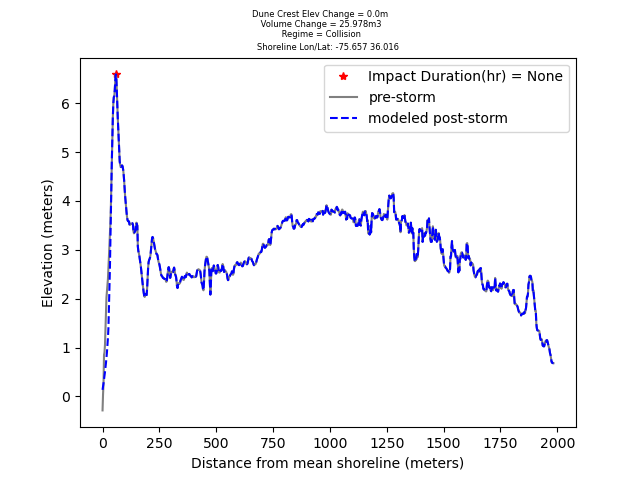 Dune Crest Elev Change = 0.0m
Volume Change = 25.978m3
Regime = Collision
Shoreline Lon/Lat: -75.657 36.016
Impact Duration(hr) = None
pre-storm
modeled post-storm
Elevation (meters)
6
5
4
3
2
1
0
0 250 500 750 1000 1250 1500 1750 2000
Distance from mean shoreline (meters)